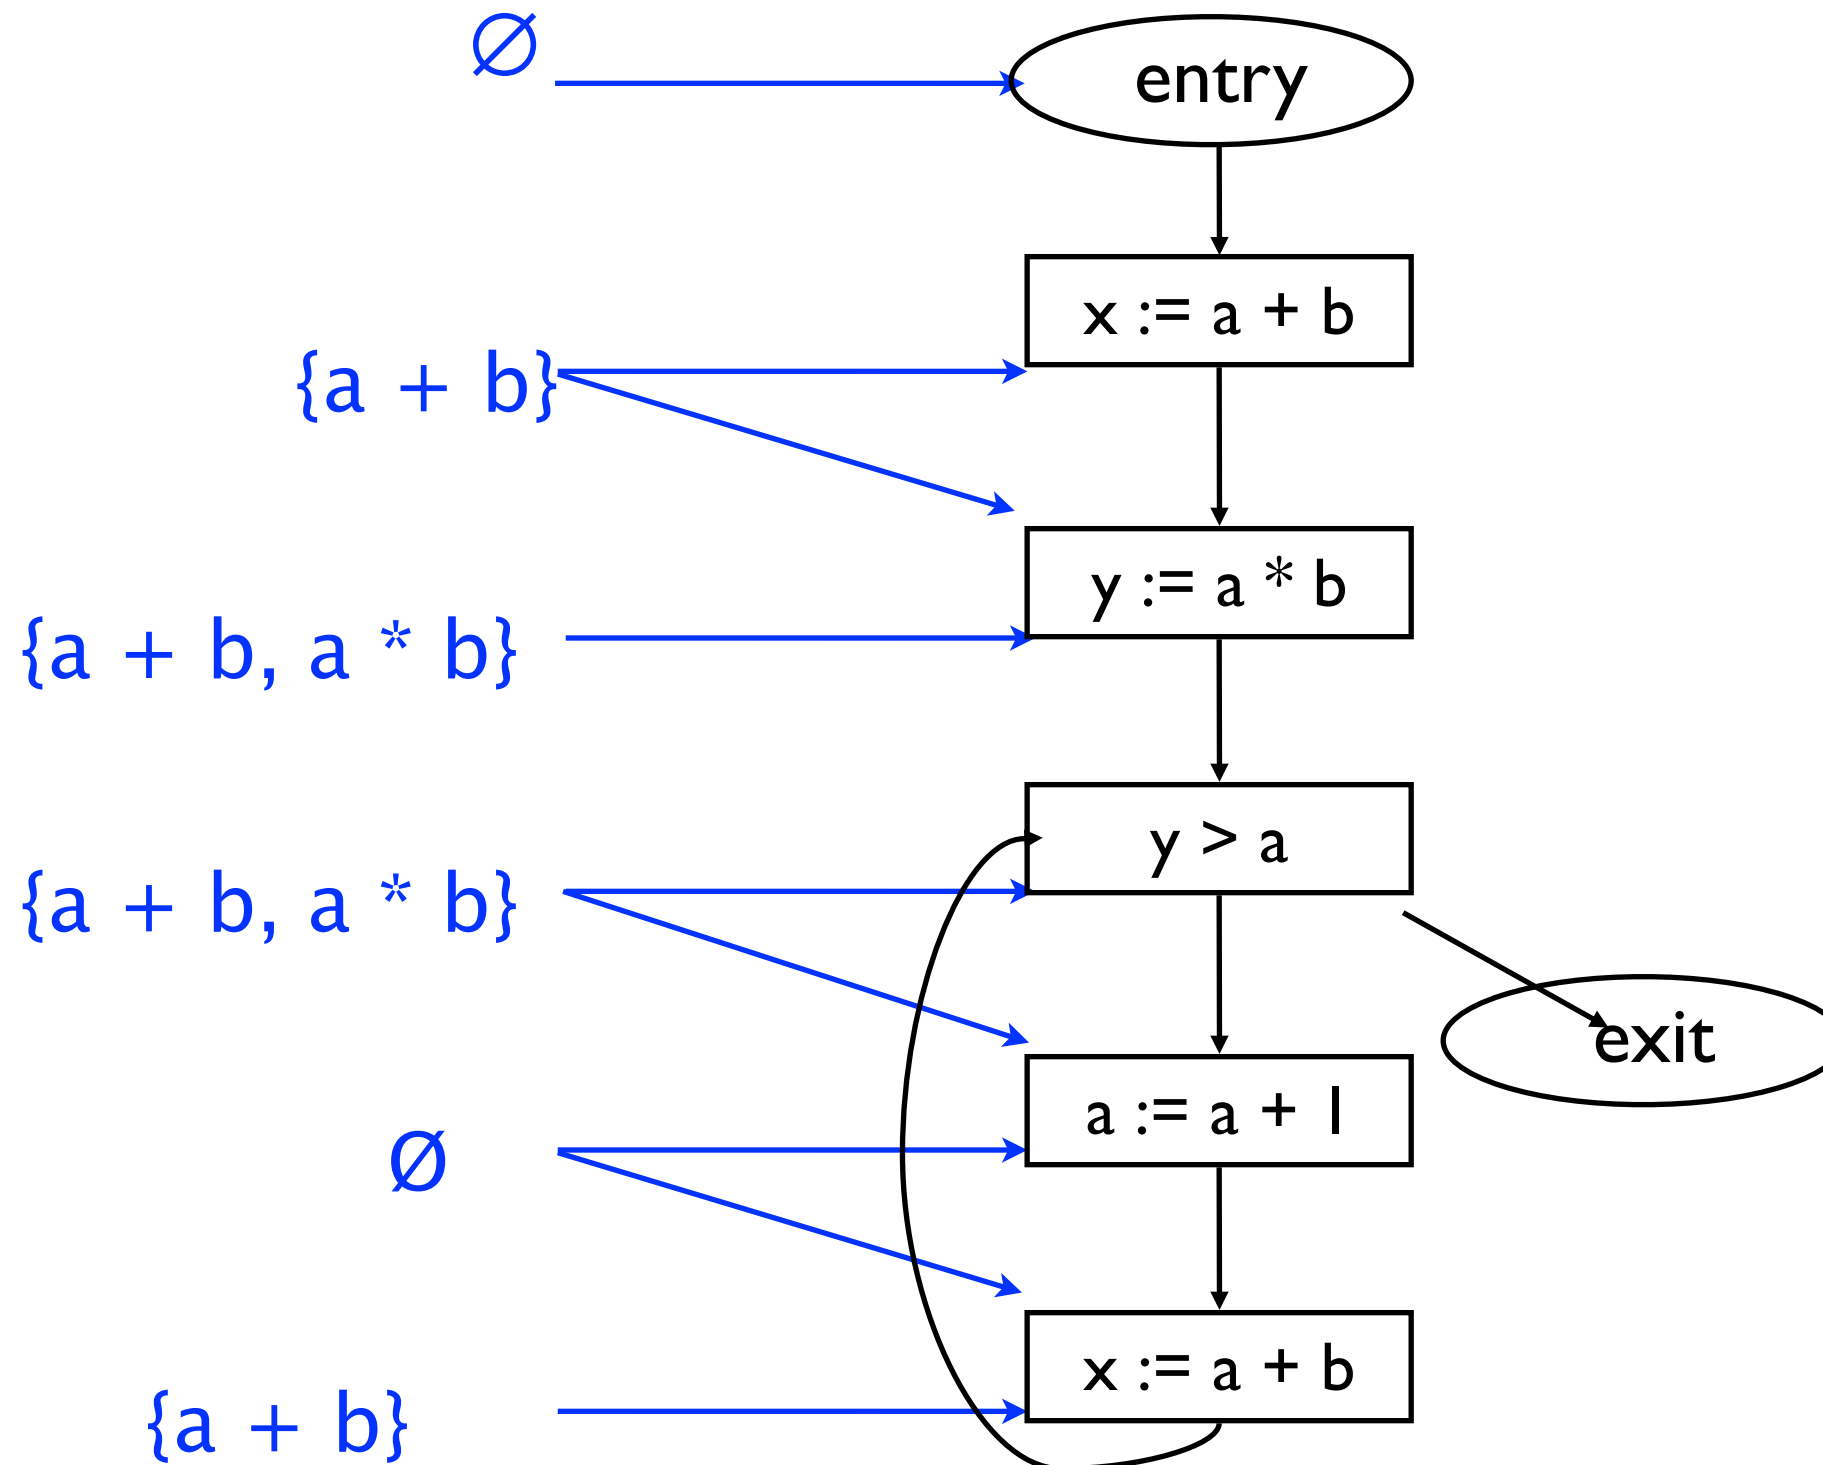 ∅
entry
x := a + b
{a + b}
y := a * b
{a + b, a * b}
y > a
{a + b, a * b}
exit
a := a + 1
Ø
x := a + b
{a + b}